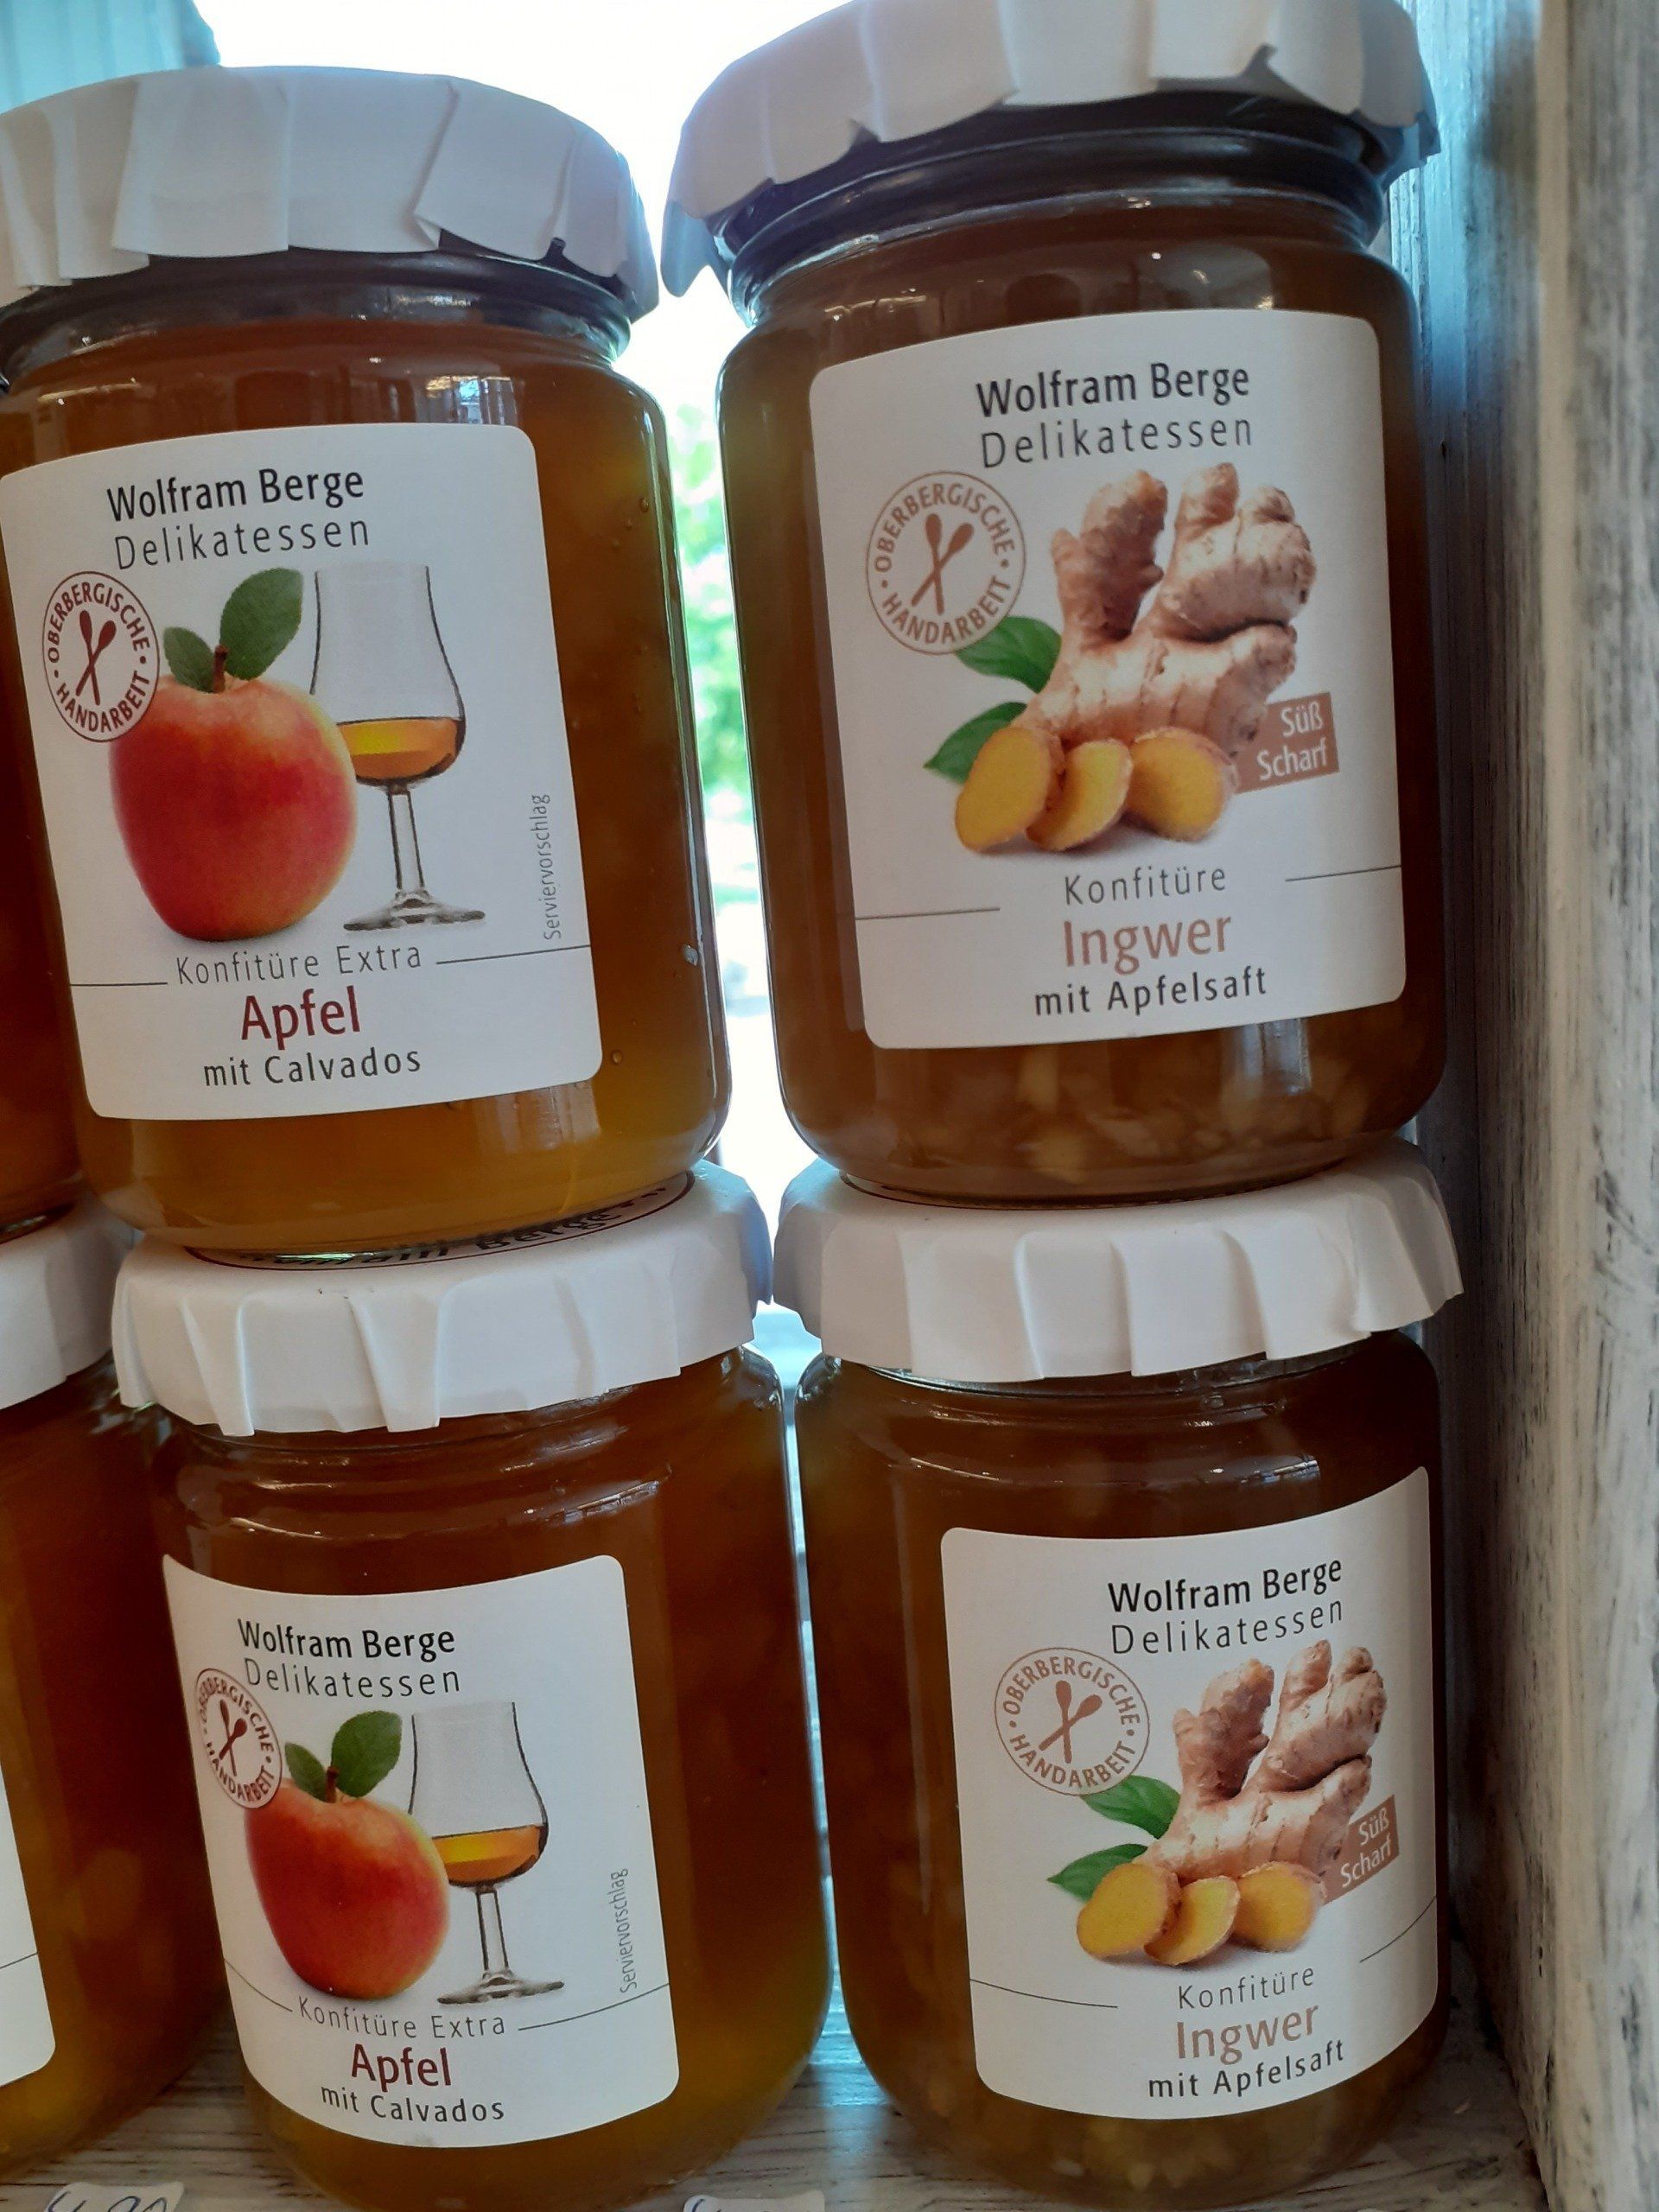 Wolfram Berge
Delikatessen
OBERBERGISCHE
HANDARBEIT
Serviervorschlag
Konfitüre Extra
Apfel
mit Calvados
Wolfram Berge
Delikatessen
OBERBERGISCHE
HANDARBEIT
Süß
Scharf
Konfitüre
Ingwer
mit Apfelsaft
Wolfram Berge
Delikatessen
OBERBERGISCHE
HANDARBEIT
Serviervorschlag
Konfitüre Extra
Apfel
mit Calvados
Wolfram Berge
Delikatessen
OBERBERGISCHE
HANDARBEIT
Süß
Scharf
Konfitüre
Ingwer
mit Apfelsaft